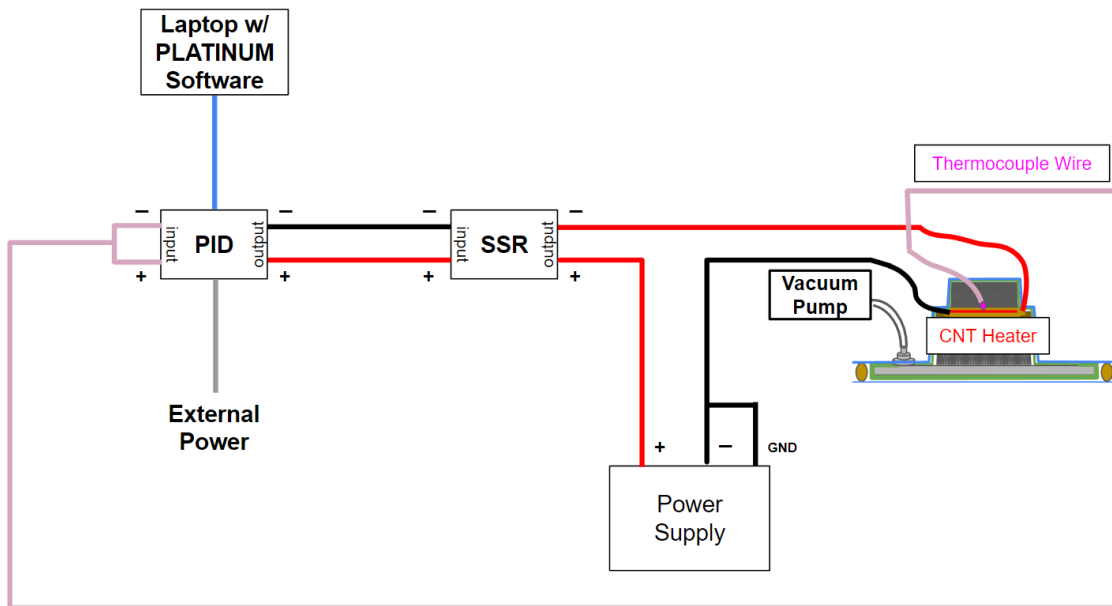 Laptop w/
PLATINUM
Software
Thermocouple Wire
− − − −
input PID output
input SSR output
+ + + +
Vacuum
Pump
CNT Heater
External
Power
+ − GND
Power
Supply